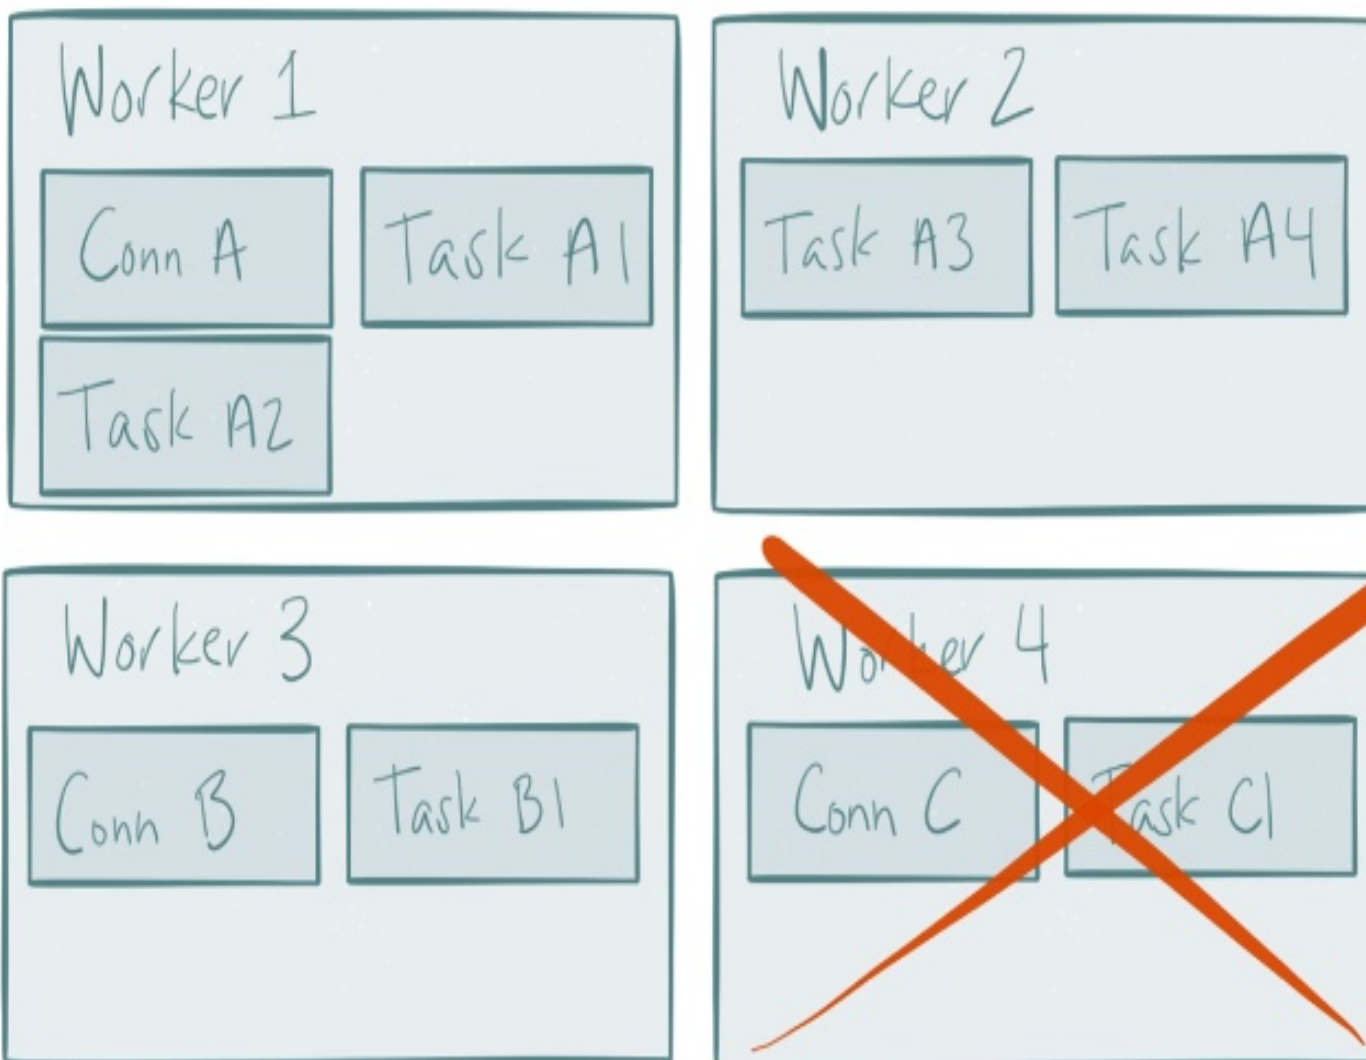 Worker 1
Conn A
Task A1
Task A2
Worker 2
Task A3
Task A4
Worker 3
Conn B
Task B1
Worker 4
Conn C
Task C1